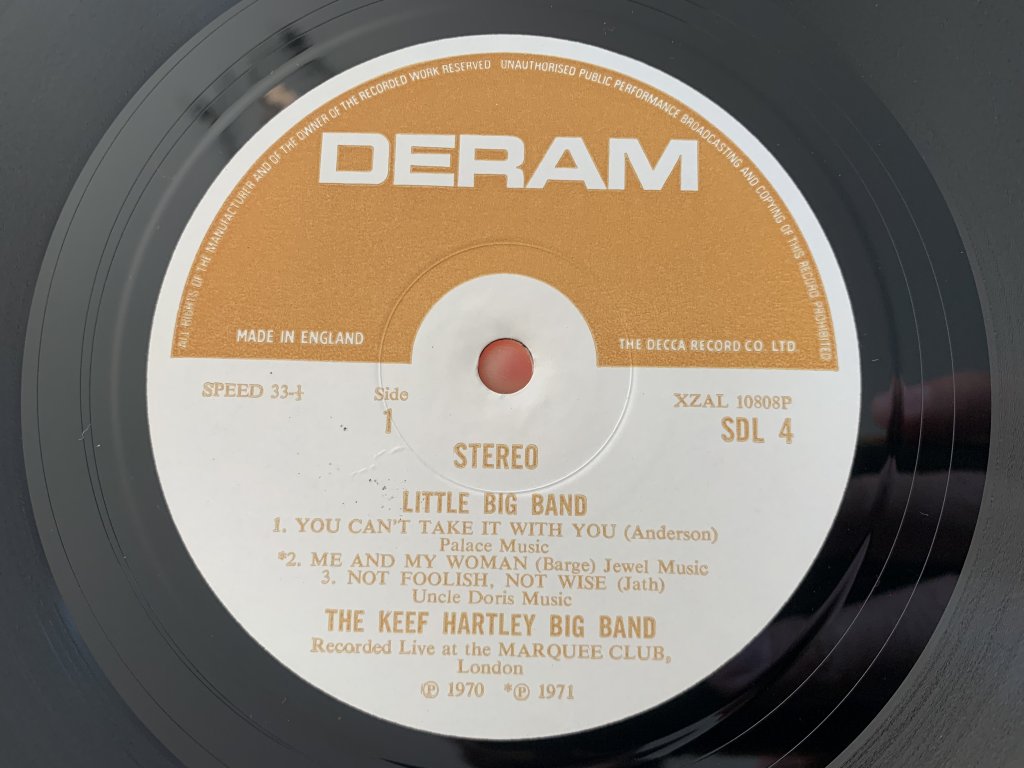 ALL RIGHTS OF THE MANUFACTURER AND OF THE OWNER OF THE RECORDED WORK RESERVED UNAUTHORISED PUBLIC PERFORMANCE BROADCASTING AND COPYING OF THIS RECORD PROHIBITED
DERAM
MADE IN ENGLAND
THE DECCA RECORD CO. LTD.
SPEED 33-⅓
Side
1
XZAL 10808P
SDL 4
STEREO
LITTLE BIG BAND
1. YOU CAN'T TAKE IT WITH YOU (Anderson)
Palace Music
*2. ME AND MY WOMAN (Barge) Jewel Music
3. NOT FOOLISH, NOT WISE (Jath)
Uncle Doris Music
THE KEEF HARTLEY BIG BAND
Recorded Live at the MARQUEE CLUB,
London
Ⓟ 1970 *Ⓟ 1971